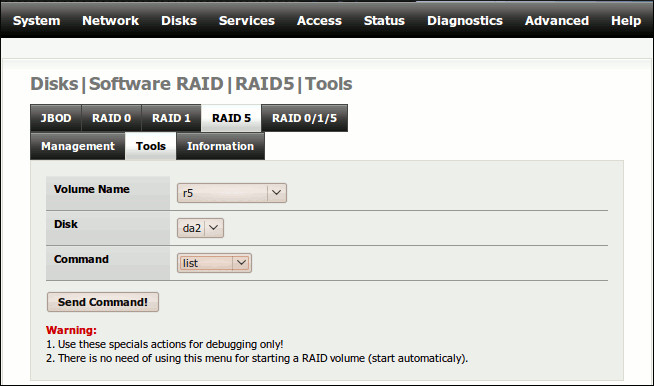 System Network Disks Services Access Status Diagnostics Advanced Help
Disks|Software RAID|RAID5|Tools
JBOD RAID 0 RAID 1 RAID 5 RAID 0/1/5
Management Tools Information
Volume Name r5
Disk da2
Command list
Send Command!
Warning:
1. Use these specials actions for debugging only!
2. There is no need of using this menu for starting a RAID volume (start automaticaly).